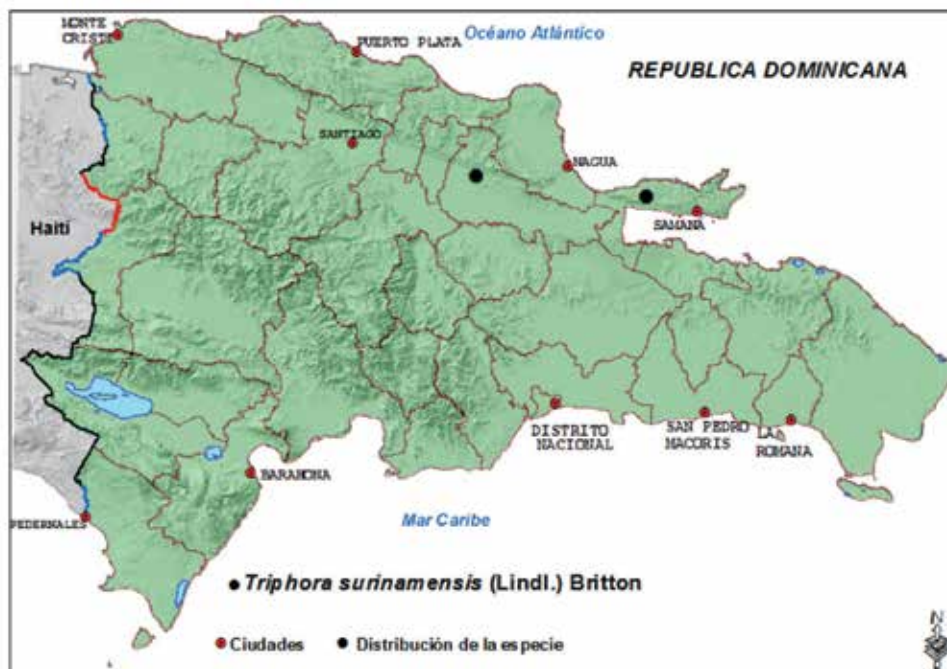 MONTE
CRISTI
PUERTO PLATA
Océano Atlántico
REPUBLICA DOMINICANA
SANTIAGO
NAGUA
SAMANA
Haití
DISTRITO
NACIONAL
SAN PEDRO
MACORIS
LA
ROMANA
BARAHONA
PEDERNALES
Mar Caribe
Triphora surinamensis (Lindl.) Britton
Ciudades
Distribución de la especie
N